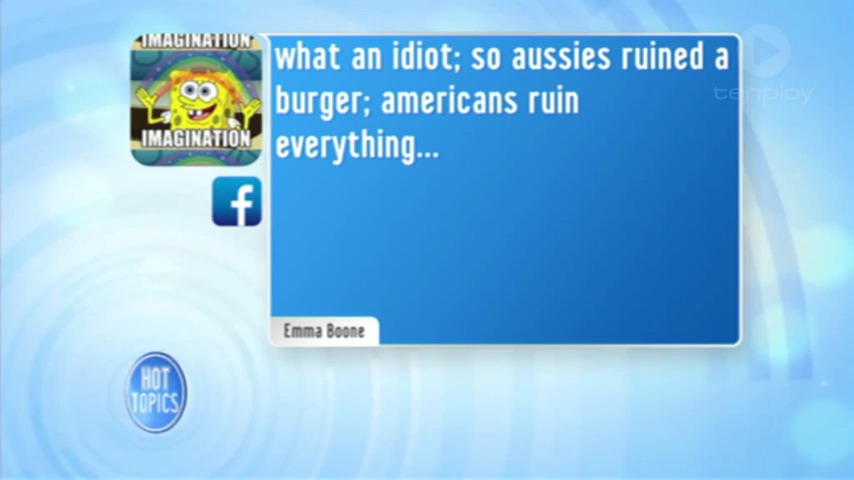 IMAGINATION
IMAGINATION
what an idiot; so aussies ruined a
burger; americans ruin
everything...
tenplay
f
Emma Boone
HOT
TOPICS